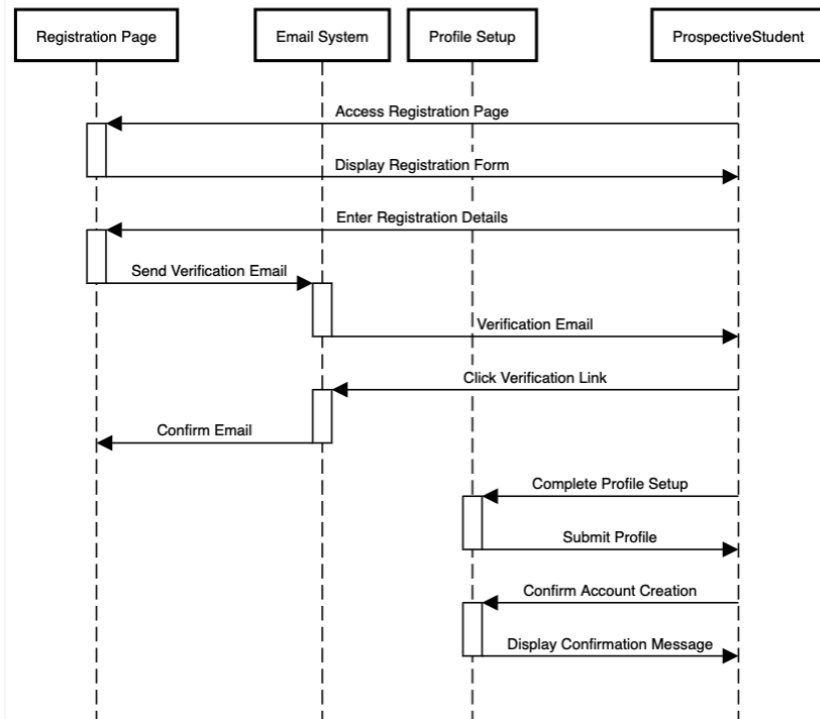 Registration Page
Email System
Profile Setup
ProspectiveStudent
Access Registration Page
Display Registration Form
Enter Registration Details
Send Verification Email
Verification Email
Click Verification Link
Confirm Email
Complete Profile Setup
Submit Profile
Confirm Account Creation
Display Confirmation Message